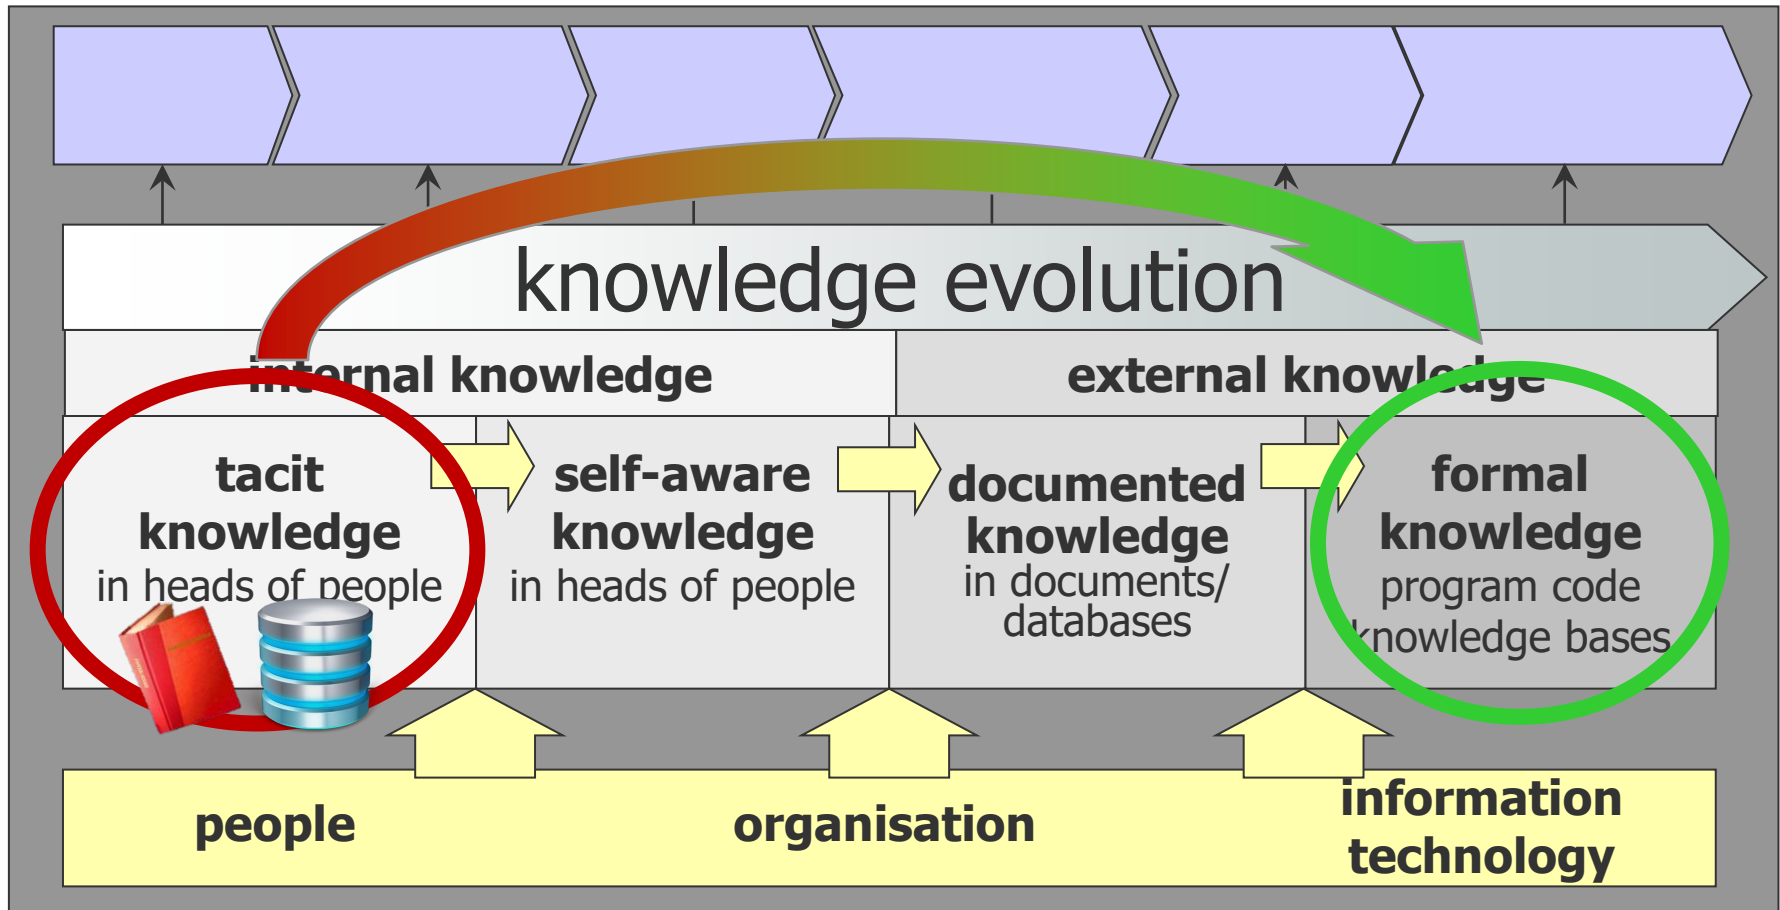 knowledge evolution
internal knowledge
external knowledge
tacit
knowledge
in heads of people
self-aware
knowledge
in heads of people
documented
knowledge
in documents/
databases
formal
knowledge
program code
knowledge bases
people
organisation
information
technology